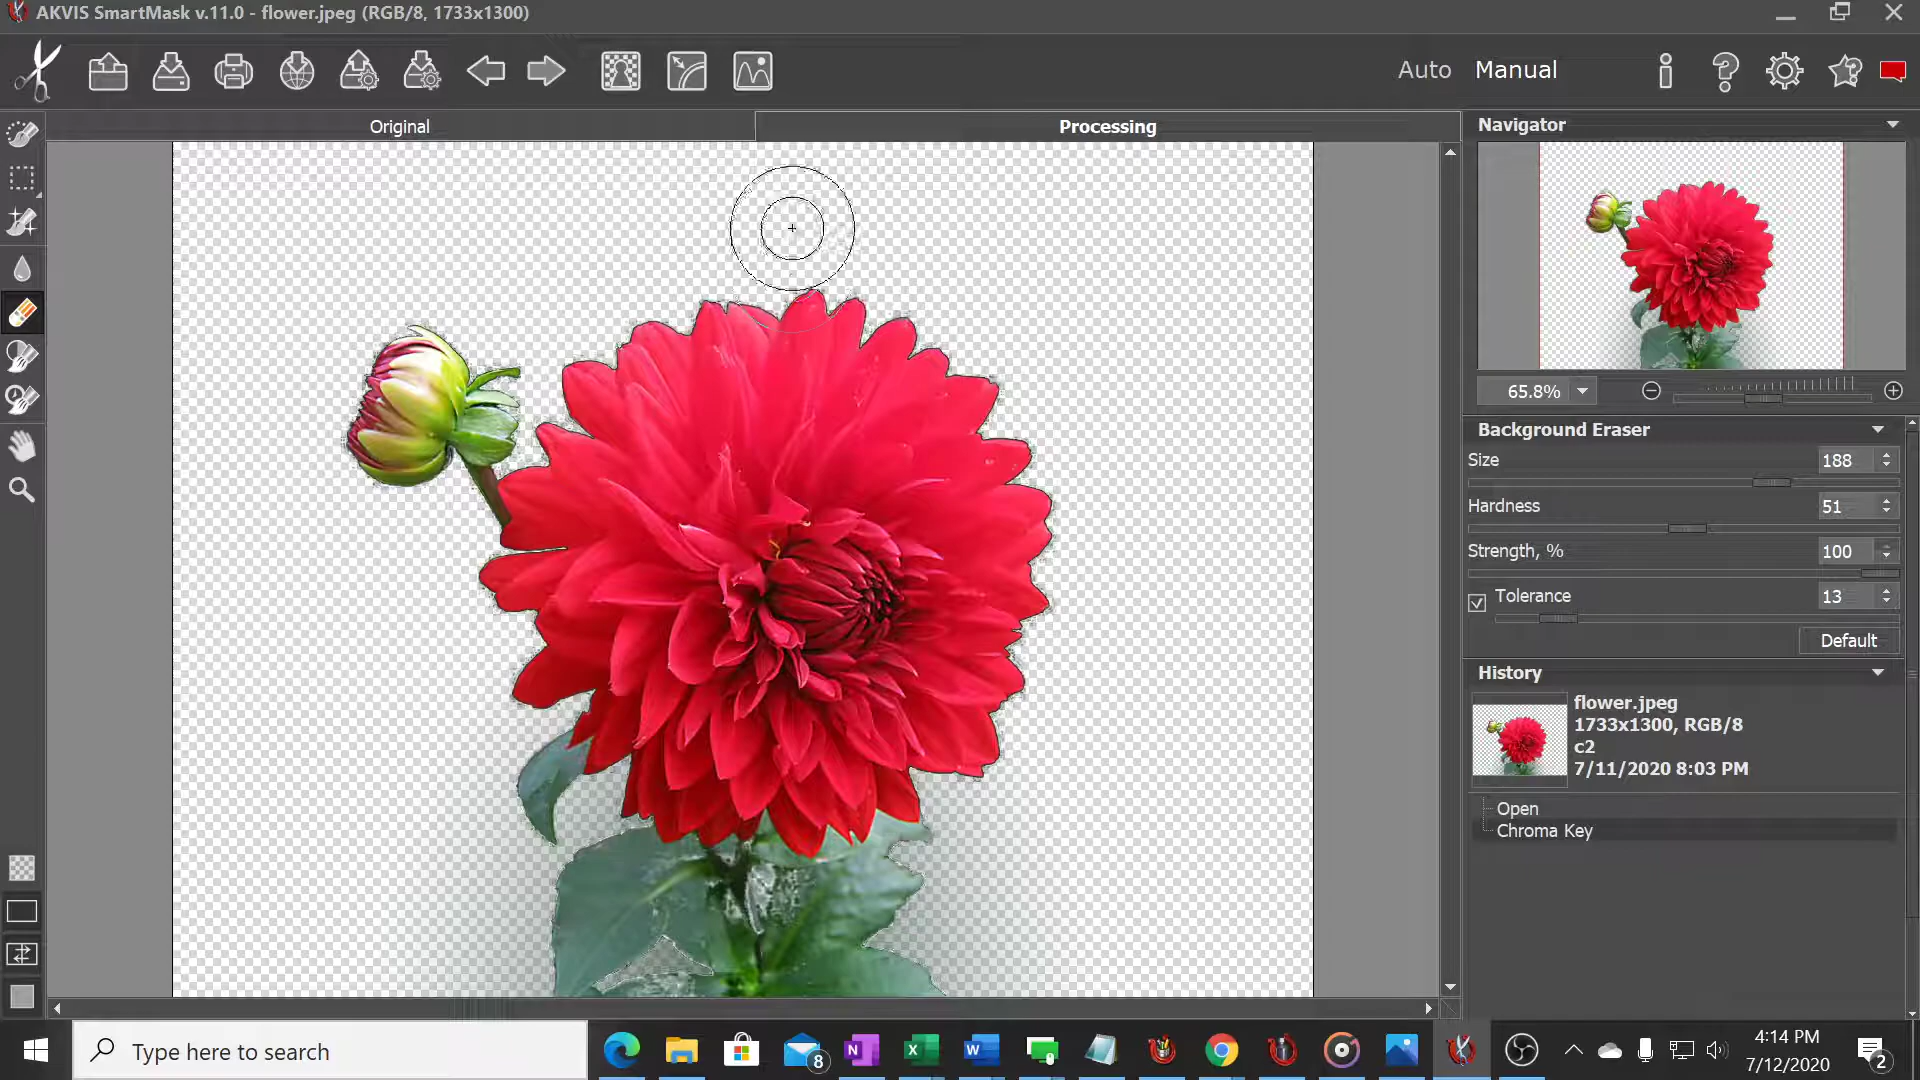 AKVIS SmartMask v.11.0 - flower.jpeg (RGB/8, 1733x1300)
Auto Manual
Original Processing
Navigator
65.8%
Background Eraser
Size 188
Hardness 51
Strength, % 100
Tolerance 13
Default
History
flower.jpeg
1733x1300, RGB/8
c2
7/11/2020 8:03 PM
Open
Chroma Key
Type here to search
8
N
X
W
4:14 PM
7/12/2020
2